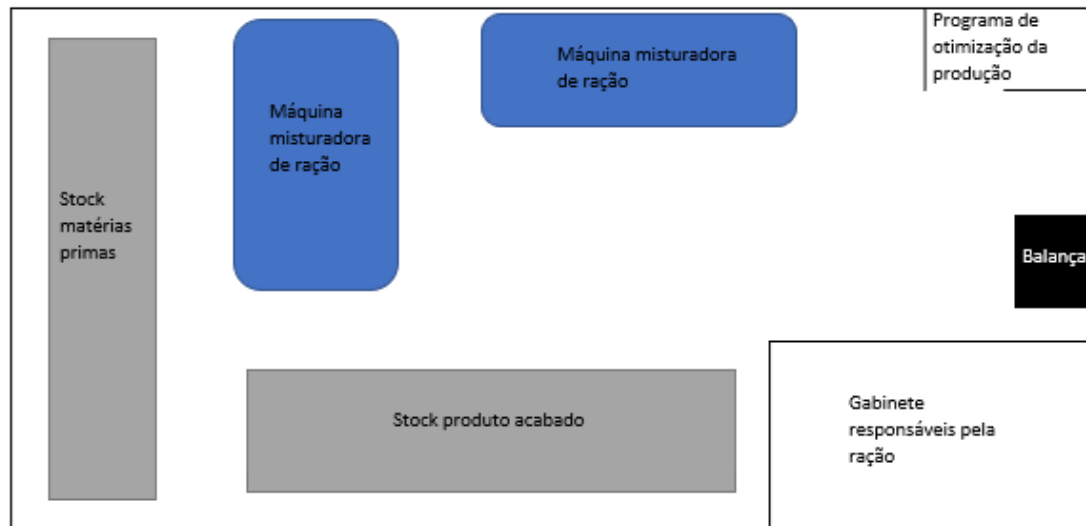 Programa de
otimização da
produção
Máquina misturadora
de ração
Máquina
misturadora
de ração
Stock
matérias
primas
Balança
Stock produto acabado
Gabinete
responsáveis pela
ração